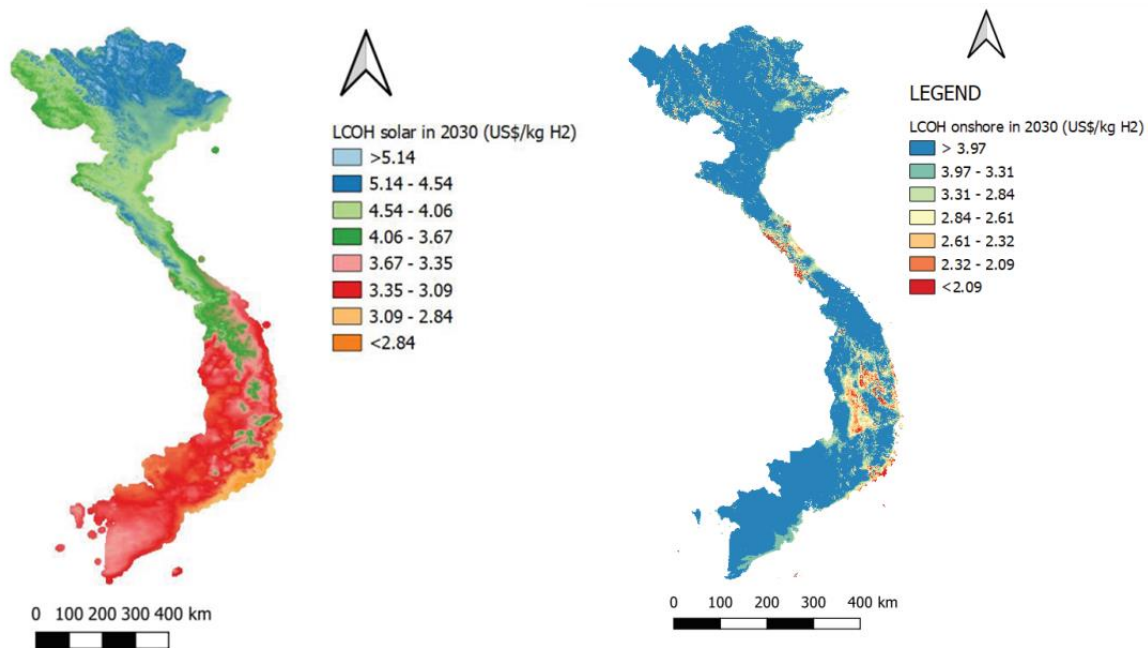 LCOH solar in 2030 (US$/kg H2)
>5.14
5.14 - 4.54
4.54 - 4.06
4.06 - 3.67
3.67 - 3.35
3.35 - 3.09
3.09 - 2.84
<2.84
0 100 200 300 400 km
LEGEND
LCOH onshore in 2030 (US$/kg H2)
> 3.97
3.97 - 3.31
3.31 - 2.84
2.84 - 2.61
2.61 - 2.32
2.32 - 2.09
<2.09
0 100 200 300 400 km